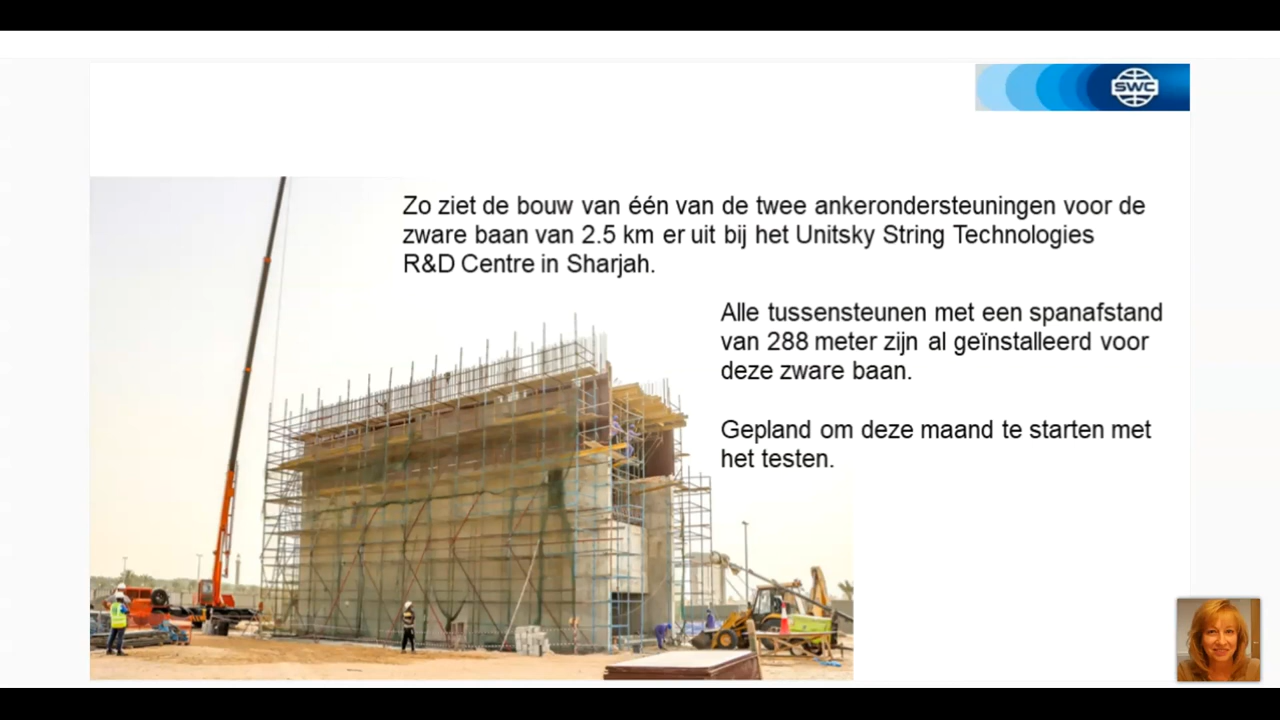 SWC
Zo ziet de bouw van één van de twee ankerondersteuningen voor de
zware baan van 2.5 km er uit bij het Unitsky String Technologies
R&D Centre in Sharjah.
Alle tussensteunen met een spanafstand
van 288 meter zijn al geïnstalleerd voor
deze zware baan.
Gepland om deze maand te starten met
het testen.